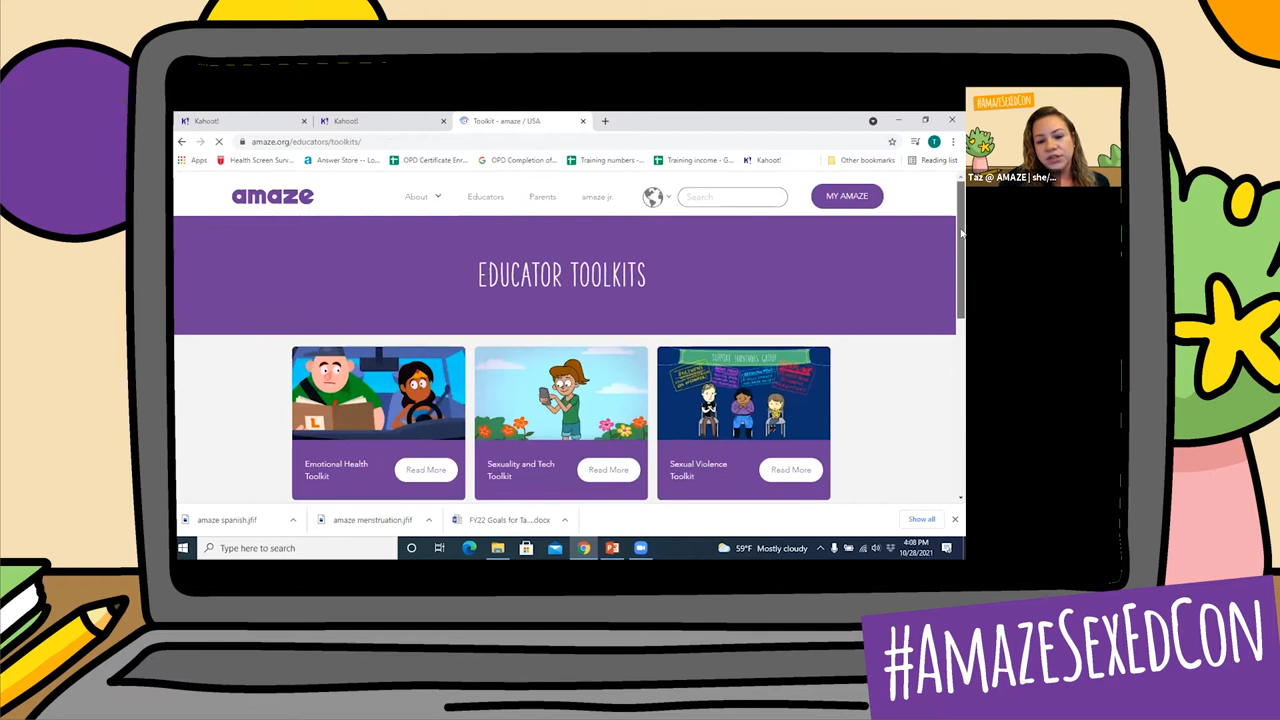 Kahoot!
Kahoot!
Toolkit - amaze / USA
amaze.org/educators/toolkits/
T
Apps
Health Screen Surv...
Answer Store -- Lo...
OPD Certificate Enr...
OPD Completion of...
Training numbers -...
Training income - G...
Kahoot!
Other bookmarks
Reading list
#AMAZESEXEDCON
Taz @ AMAZE | she/...
amaze
About
Educators
Parents
amaze jr.
Search
MY AMAZE
EDUCATOR TOOLKITS
L
SUPPORT SURVIVORS GROUP
Emotional Health
Toolkit
Read More
Sexuality and Tech
Toolkit
Read More
Sexual Violence
Toolkit
Read More
amaze spanish.jfif
amaze menstruation.jfif
FY22 Goals for Ta....docx
Show all
Type here to search
59°F Mostly cloudy
4:08 PM
10/28/2021
#AMAZESEXEDCON